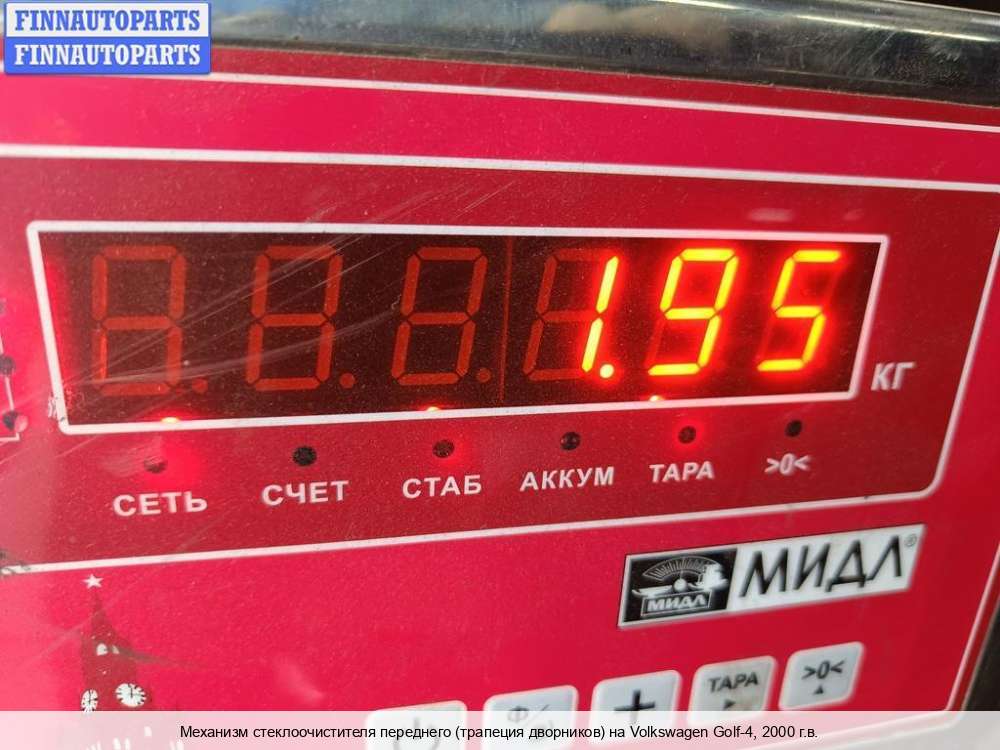 FINNAUTOPARTS
FINNAUTOPARTS
1.95
КГ
СЕТЬ СЧЕТ СТАБ АККУМ ТАРА >0<
МИДЛ МИДЛ®
+ ТАРА >0<
Механизм стеклоочистителя переднего (трапеция дворников) на Volkswagen Golf-4, 2000 г.в.